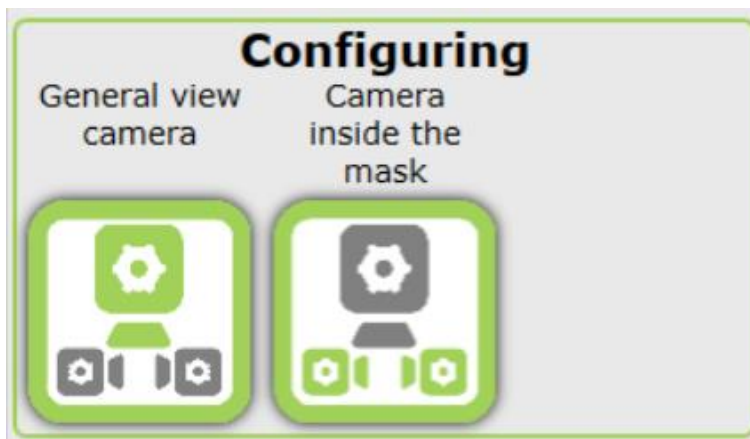 Configuring
General view
camera
Camera
inside the
mask